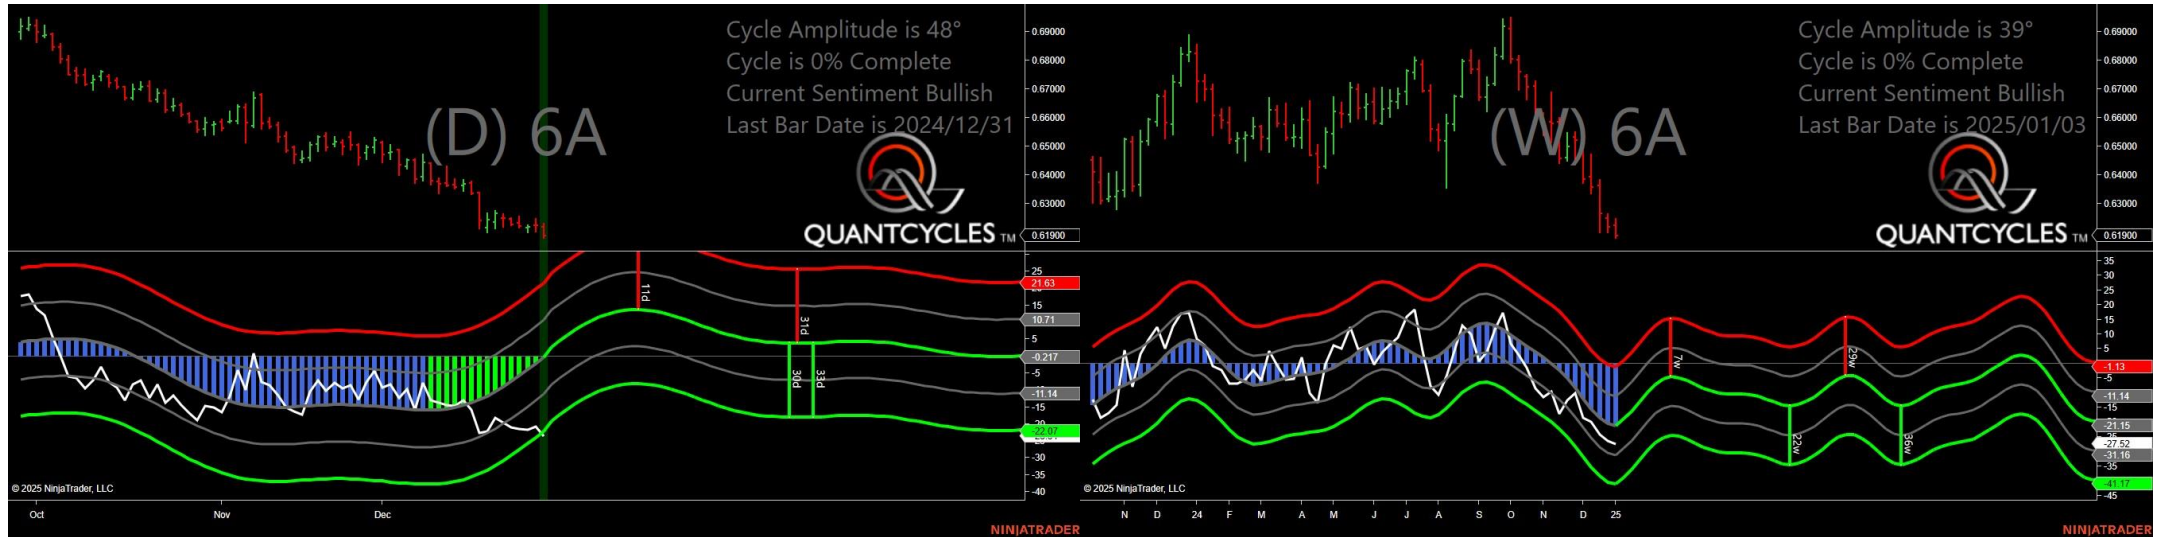 Cycle Amplitude is 48°
Cycle is 0% Complete
Current Sentiment Bullish
Last Bar Date is 2024/12/31
(D) 6A
QUANTCYCLES TM
0.69000
0.68000
0.67000
0.66000
0.65000
0.64000
0.63000
0.61900
11d
31d
30d
33d
25
21.63
15
10.71
5
-0.217
-5
-11.14
-15
-22.07
-30
-35
-40
© 2025 NinjaTrader, LLC
Oct Nov Dec
NINJATRADER
Cycle Amplitude is 39°
Cycle is 0% Complete
Current Sentiment Bullish
Last Bar Date is 2025/01/03
(W) 6A
QUANTCYCLES TM
0.69000
0.68000
0.67000
0.66000
0.65000
0.64000
0.63000
0.61900
7w
29w
22w
36w
35
30
25
20
15
10
5
-1.13
-5
-11.14
-15
-21.15
-27.52
-31.16
-35
-41.17
-45
© 2025 NinjaTrader, LLC
N D 24 F M A M J J A S O N D 25
NINJATRADER